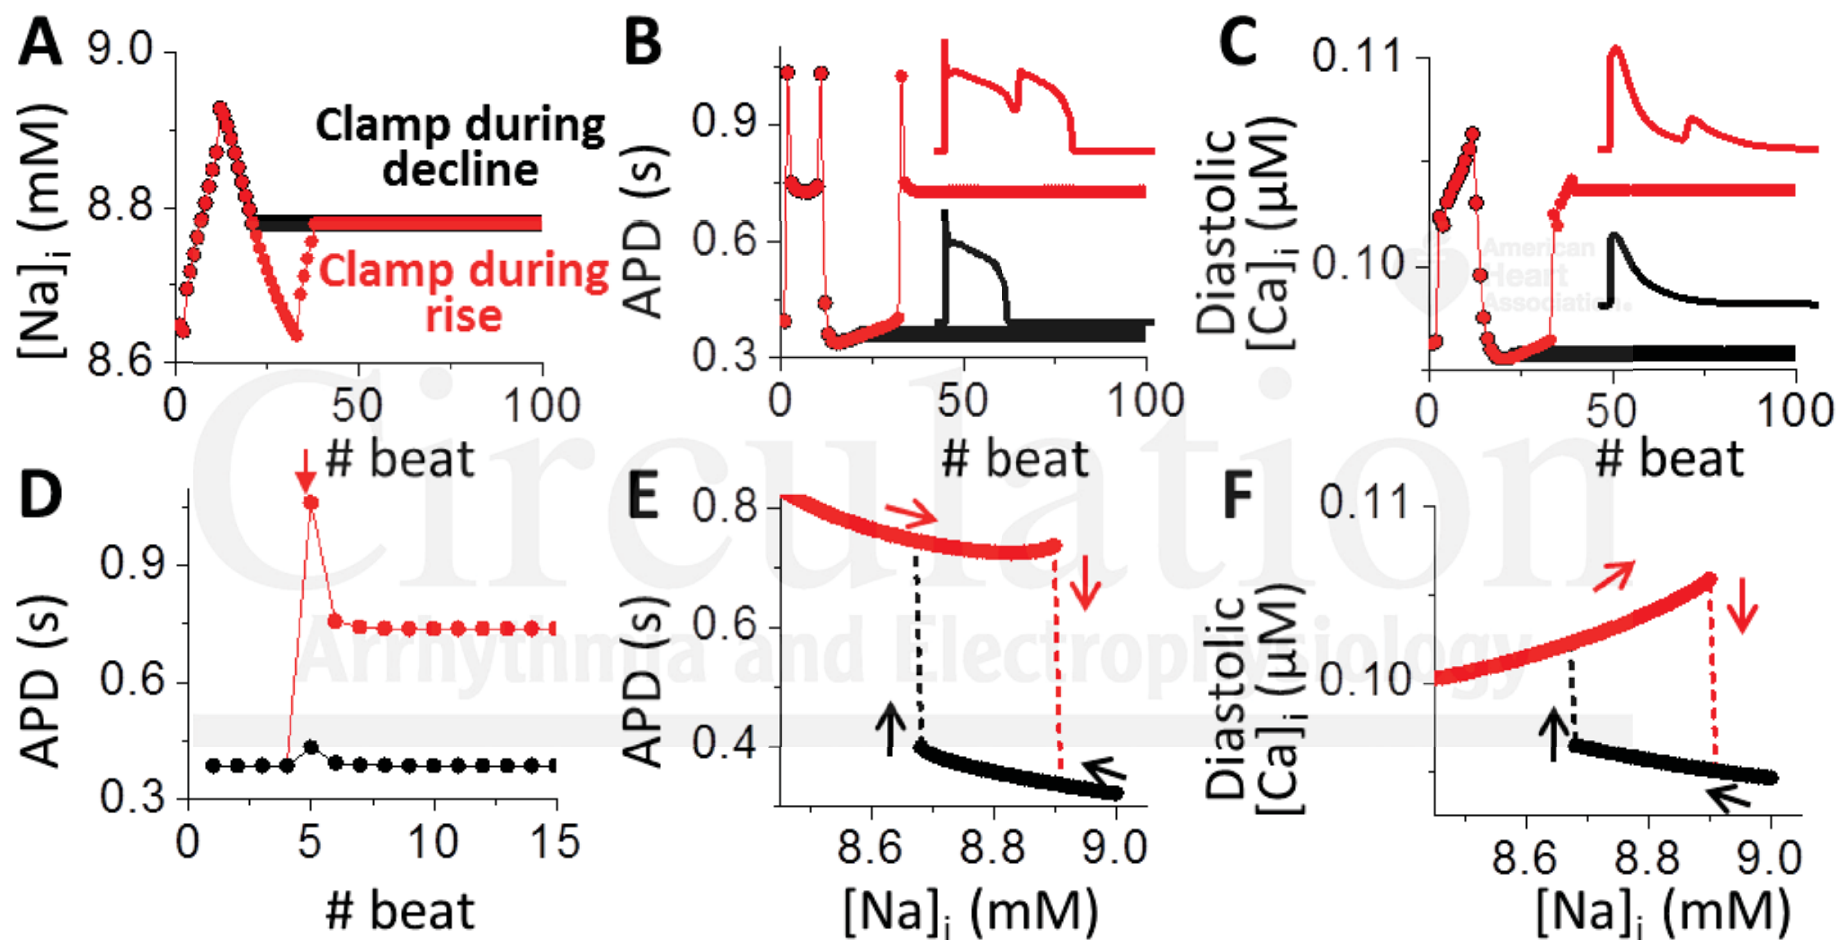 A
9.0
8.8
8.6
[Na]i (mM)
Clamp during
decline
Clamp during
rise
0
50
100
# beat
B
0.9
0.6
0.3
APD (s)
0
50
100
# beat
C
0.11
0.10
Diastolic
[Ca]i (μM)
American
Heart
Association®
0
50
100
# beat
Circulation
Arrhythmia and Electrophysiology
D
0.9
0.6
0.3
APD (s)
0
5
10
15
# beat
E
0.8
0.6
0.4
APD (s)
8.6
8.8
9.0
[Na]i (mM)
F
0.11
0.10
Diastolic
[Ca]i (μM)
8.6
8.8
9.0
[Na]i (mM)